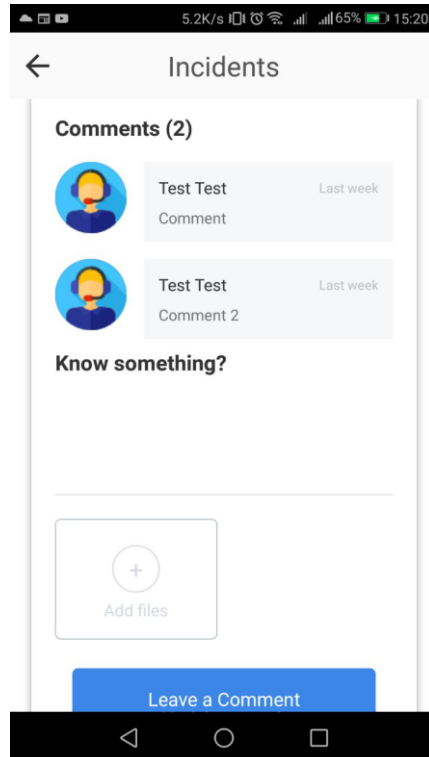 5.2K/s 65% 15:20
Incidents
Comments (2)
Test Test Last week
Comment
Test Test Last week
Comment 2
Know something?
+
Add files
Leave a Comment